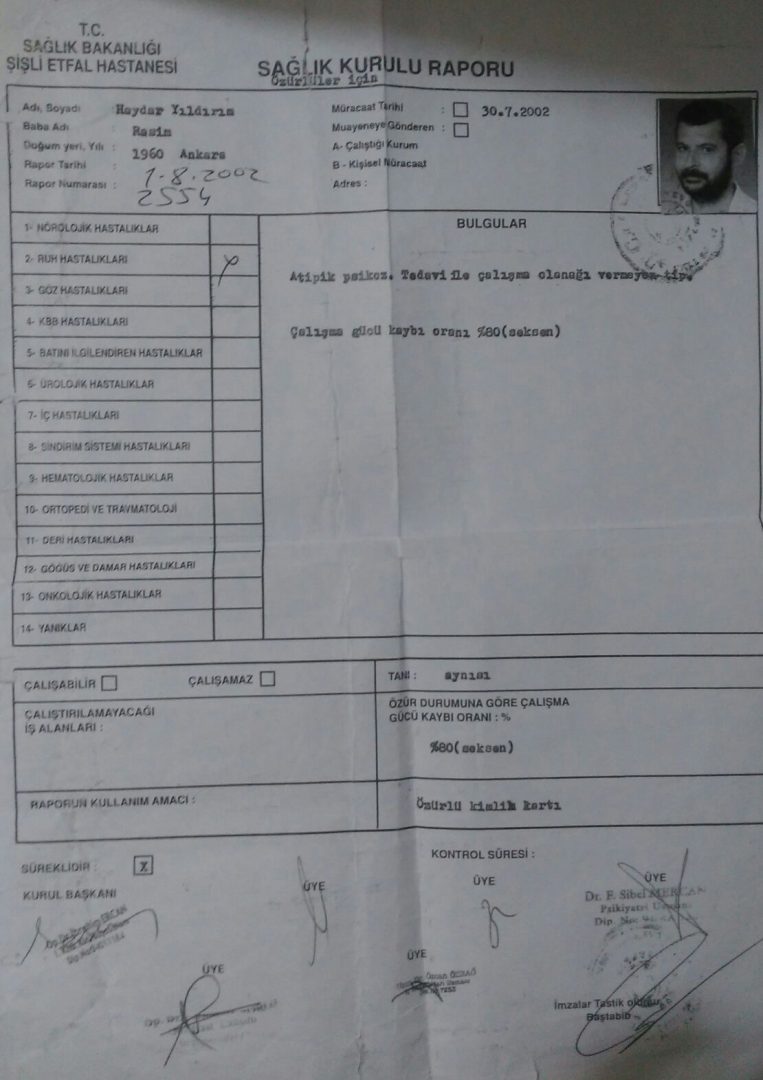 T.C.
SAĞLIK BAKANLIĞI
ŞİŞLİ ETFAL HASTANESİ
SAĞLIK KURULU RAPORU
Özürlüler için
Adı, Soyadı : Haydar Yıldırım
Baba Adı : Rasim
Doğum yeri, Yılı : 1960 Ankara
Rapor Tarihi : 1.8.2002
Rapor Numarası : 2554
Müracaat Tarihi : 30.7.2002
Muayeneye Gönderen :
A- Çalıştığı Kurum
B - Kişisel Müracaat
Adres :
1- NÖROLOJİK HASTALIKLAR
2- RUH HASTALIKLARI
3- GÖZ HASTALIKLARI
4- KBB HASTALIKLARI
5- BATINI İLGİLENDİREN HASTALIKLAR
6- ÜROLOJİK HASTALIKLAR
7- İÇ HASTALIKLARI
8- SİNDİRİM SİSTEMİ HASTALIKLARI
9- HEMATOLOJİK HASTALIKLAR
10- ORTOPEDİ VE TRAVMATOLOJİ
11- DERİ HASTALIKLARI
12- GÖĞÜS VE DAMAR HASTALIKLARI
13- ONKOLOJİK HASTALIKLAR
14- YANIKLAR
BULGULAR
Atipik psikoz. Tedavi ile çalışma olanağı vermeyen tip.
Çalışma gücü kaybı oranı %80(seksen)
ÇALIŞABİLİR
ÇALIŞAMAZ
TANI : aynısı
ÇALIŞTIRILAMAYACAĞI
İŞ ALANLARI :
ÖZÜR DURUMUNA GÖRE ÇALIŞMA
GÜCÜ KAYBI ORANI : %
%80(seksen)
RAPORUN KULLANIM AMACI :
Özürlü kimlik kartı
SÜREKLİDİR : X
KONTROL SÜRESİ :
KURUL BAŞKANI
ÜYE
ÜYE
ÜYE
Dr. F. Sibel MERCAN
Psikiyatri Uzmanı
Dip. No:
ÜYE
ÜYE
İmzalar Tastik olunur
Baştabib